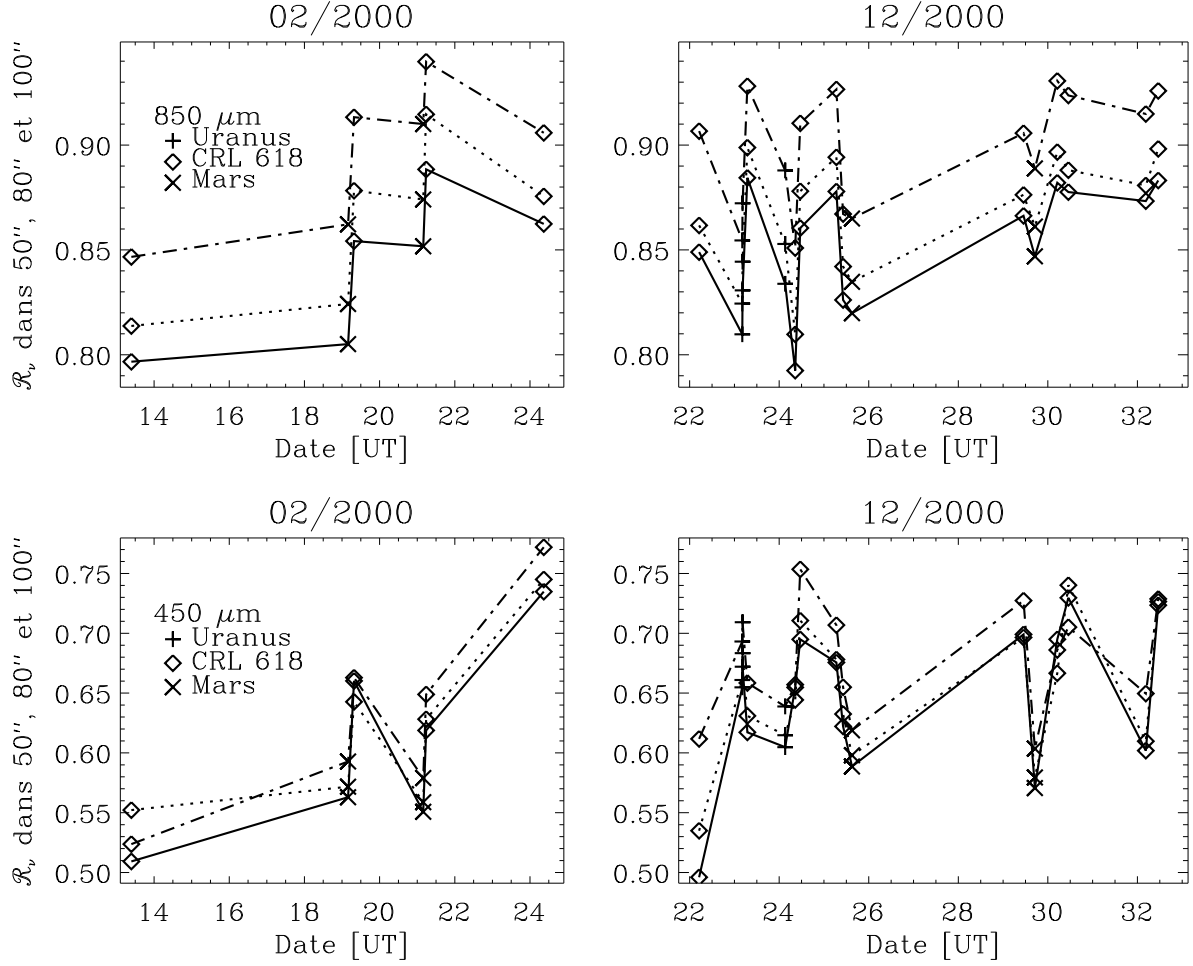 02/2000
12/2000
ℛν dans 50″, 80″ et 100″
850 μm
Uranus
CRL 618
Mars
0.90
0.85
0.80
14 16 18 20 22 24
Date [UT]
0.90
0.85
0.80
22 24 26 28 30 32
Date [UT]
02/2000
12/2000
ℛν dans 50″, 80″ et 100″
450 μm
Uranus
CRL 618
Mars
0.75
0.70
0.65
0.60
0.55
0.50
14 16 18 20 22 24
Date [UT]
0.75
0.70
0.65
0.60
0.55
0.50
22 24 26 28 30 32
Date [UT]